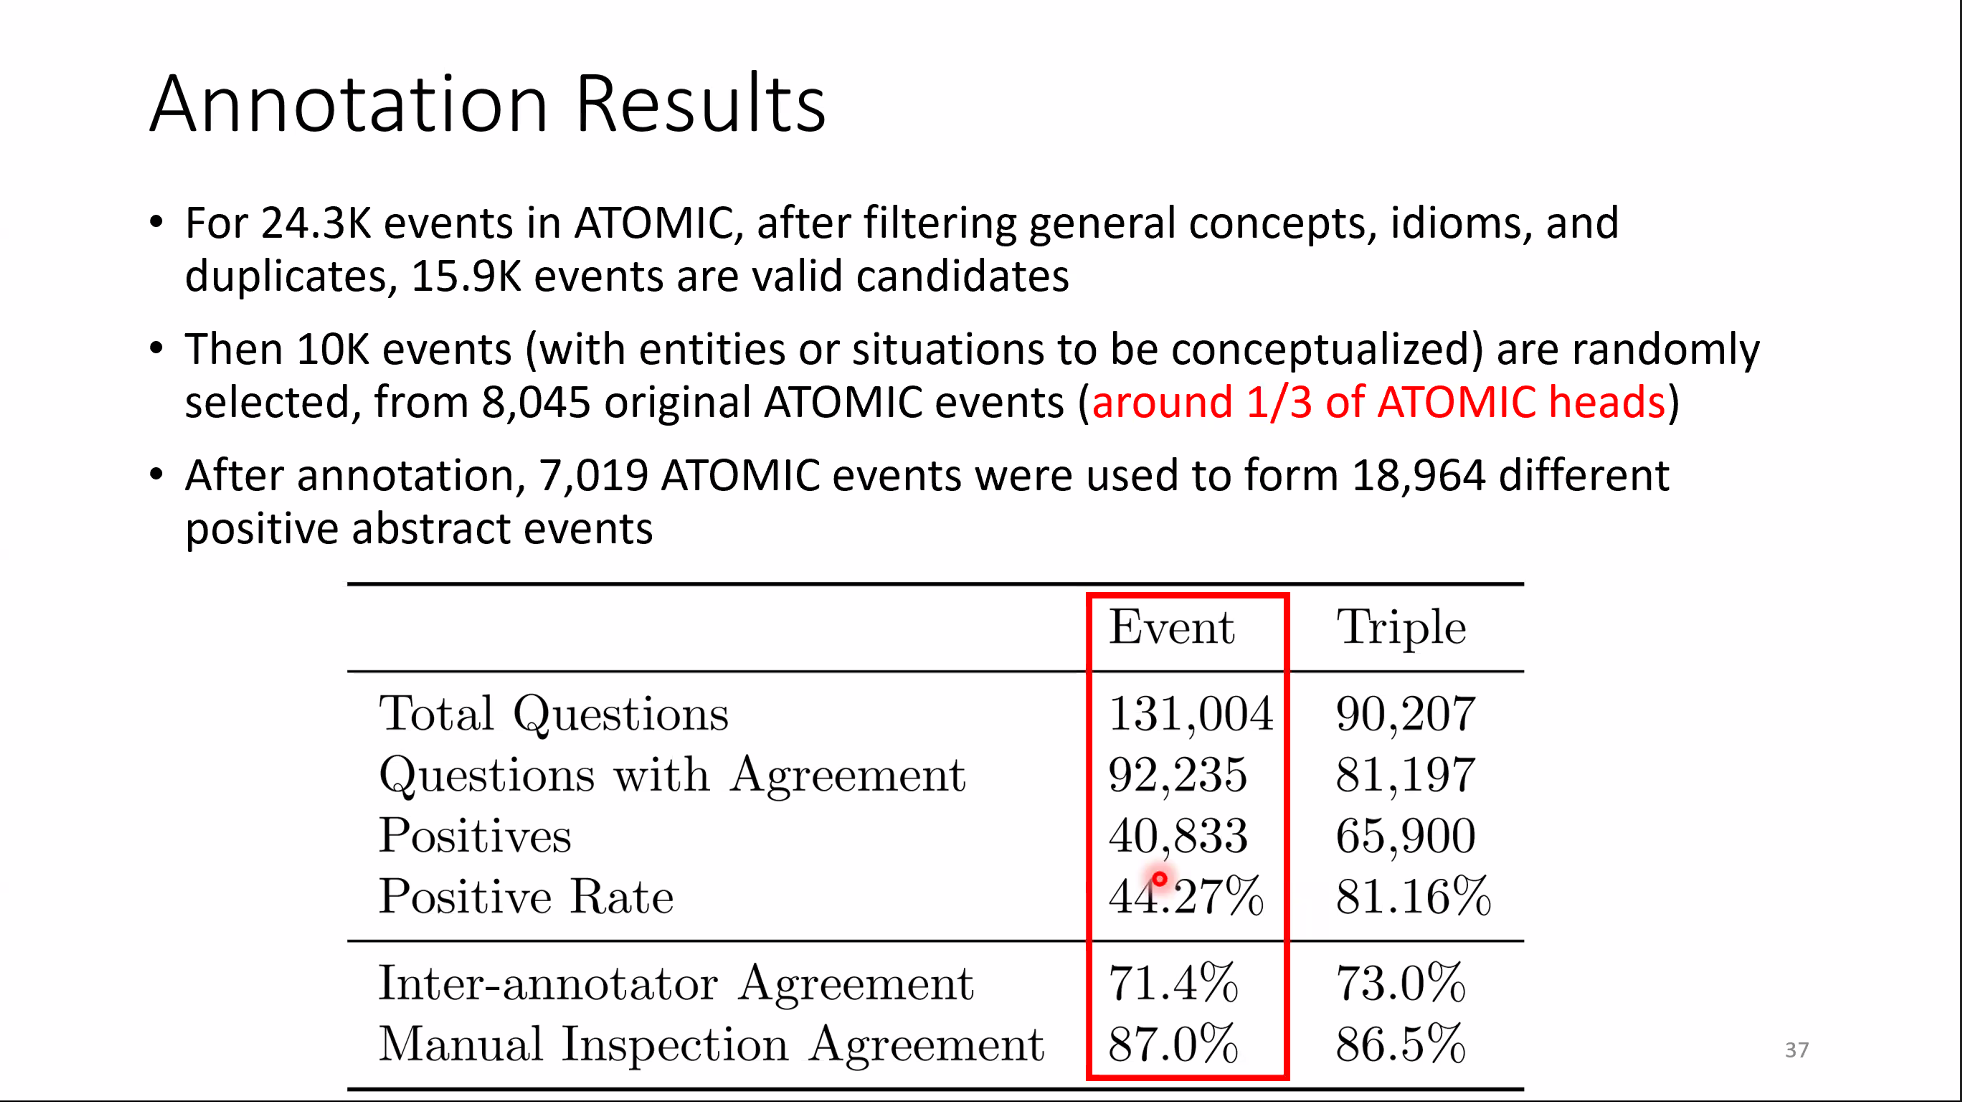 Annotation Results
• For 24.3K events in ATOMIC, after filtering general concepts, idioms, and
duplicates, 15.9K events are valid candidates
• Then 10K events (with entities or situations to be conceptualized) are randomly
selected, from 8,045 original ATOMIC events (around 1/3 of ATOMIC heads)
• After annotation, 7,019 ATOMIC events were used to form 18,964 different
positive abstract events
Event Triple
Total Questions 131,004 90,207
Questions with Agreement 92,235 81,197
Positives 40,833 65,900
Positive Rate 44.27% 81.16%
Inter-annotator Agreement 71.4% 73.0%
Manual Inspection Agreement 87.0% 86.5%
37